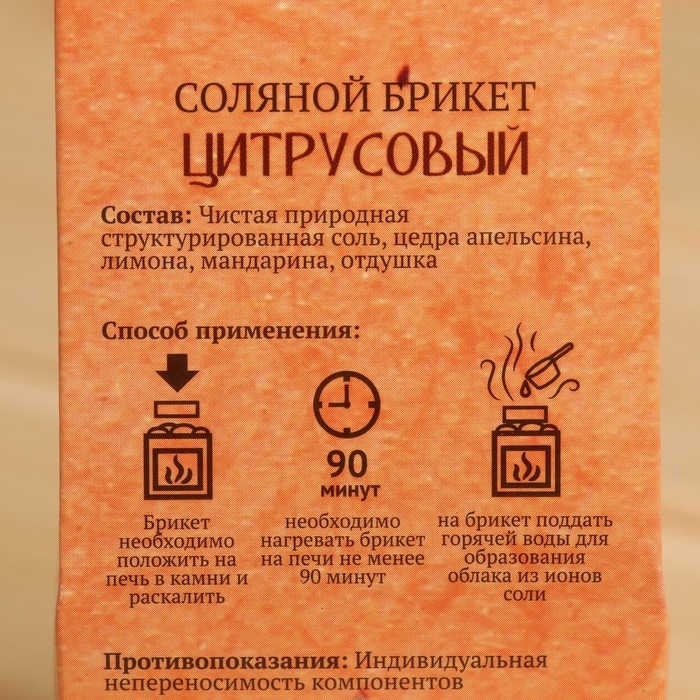 СОЛЯНОЙ БРИКЕТ
ЦИТРУСОВЫЙ
Состав: Чистая природная
структурированная соль, цедра апельсина,
лимона, мандарина, отдушка
Способ применения:
90
минут
Брикет
необходимо
положить на
печь в камни и
раскалить
необходимо
нагревать брикет
на печи не менее
90 минут
на брикет поддать
горячей воды для
образования
облака из ионов
соли
Противопоказания: Индивидуальная
непереносимость компонентов